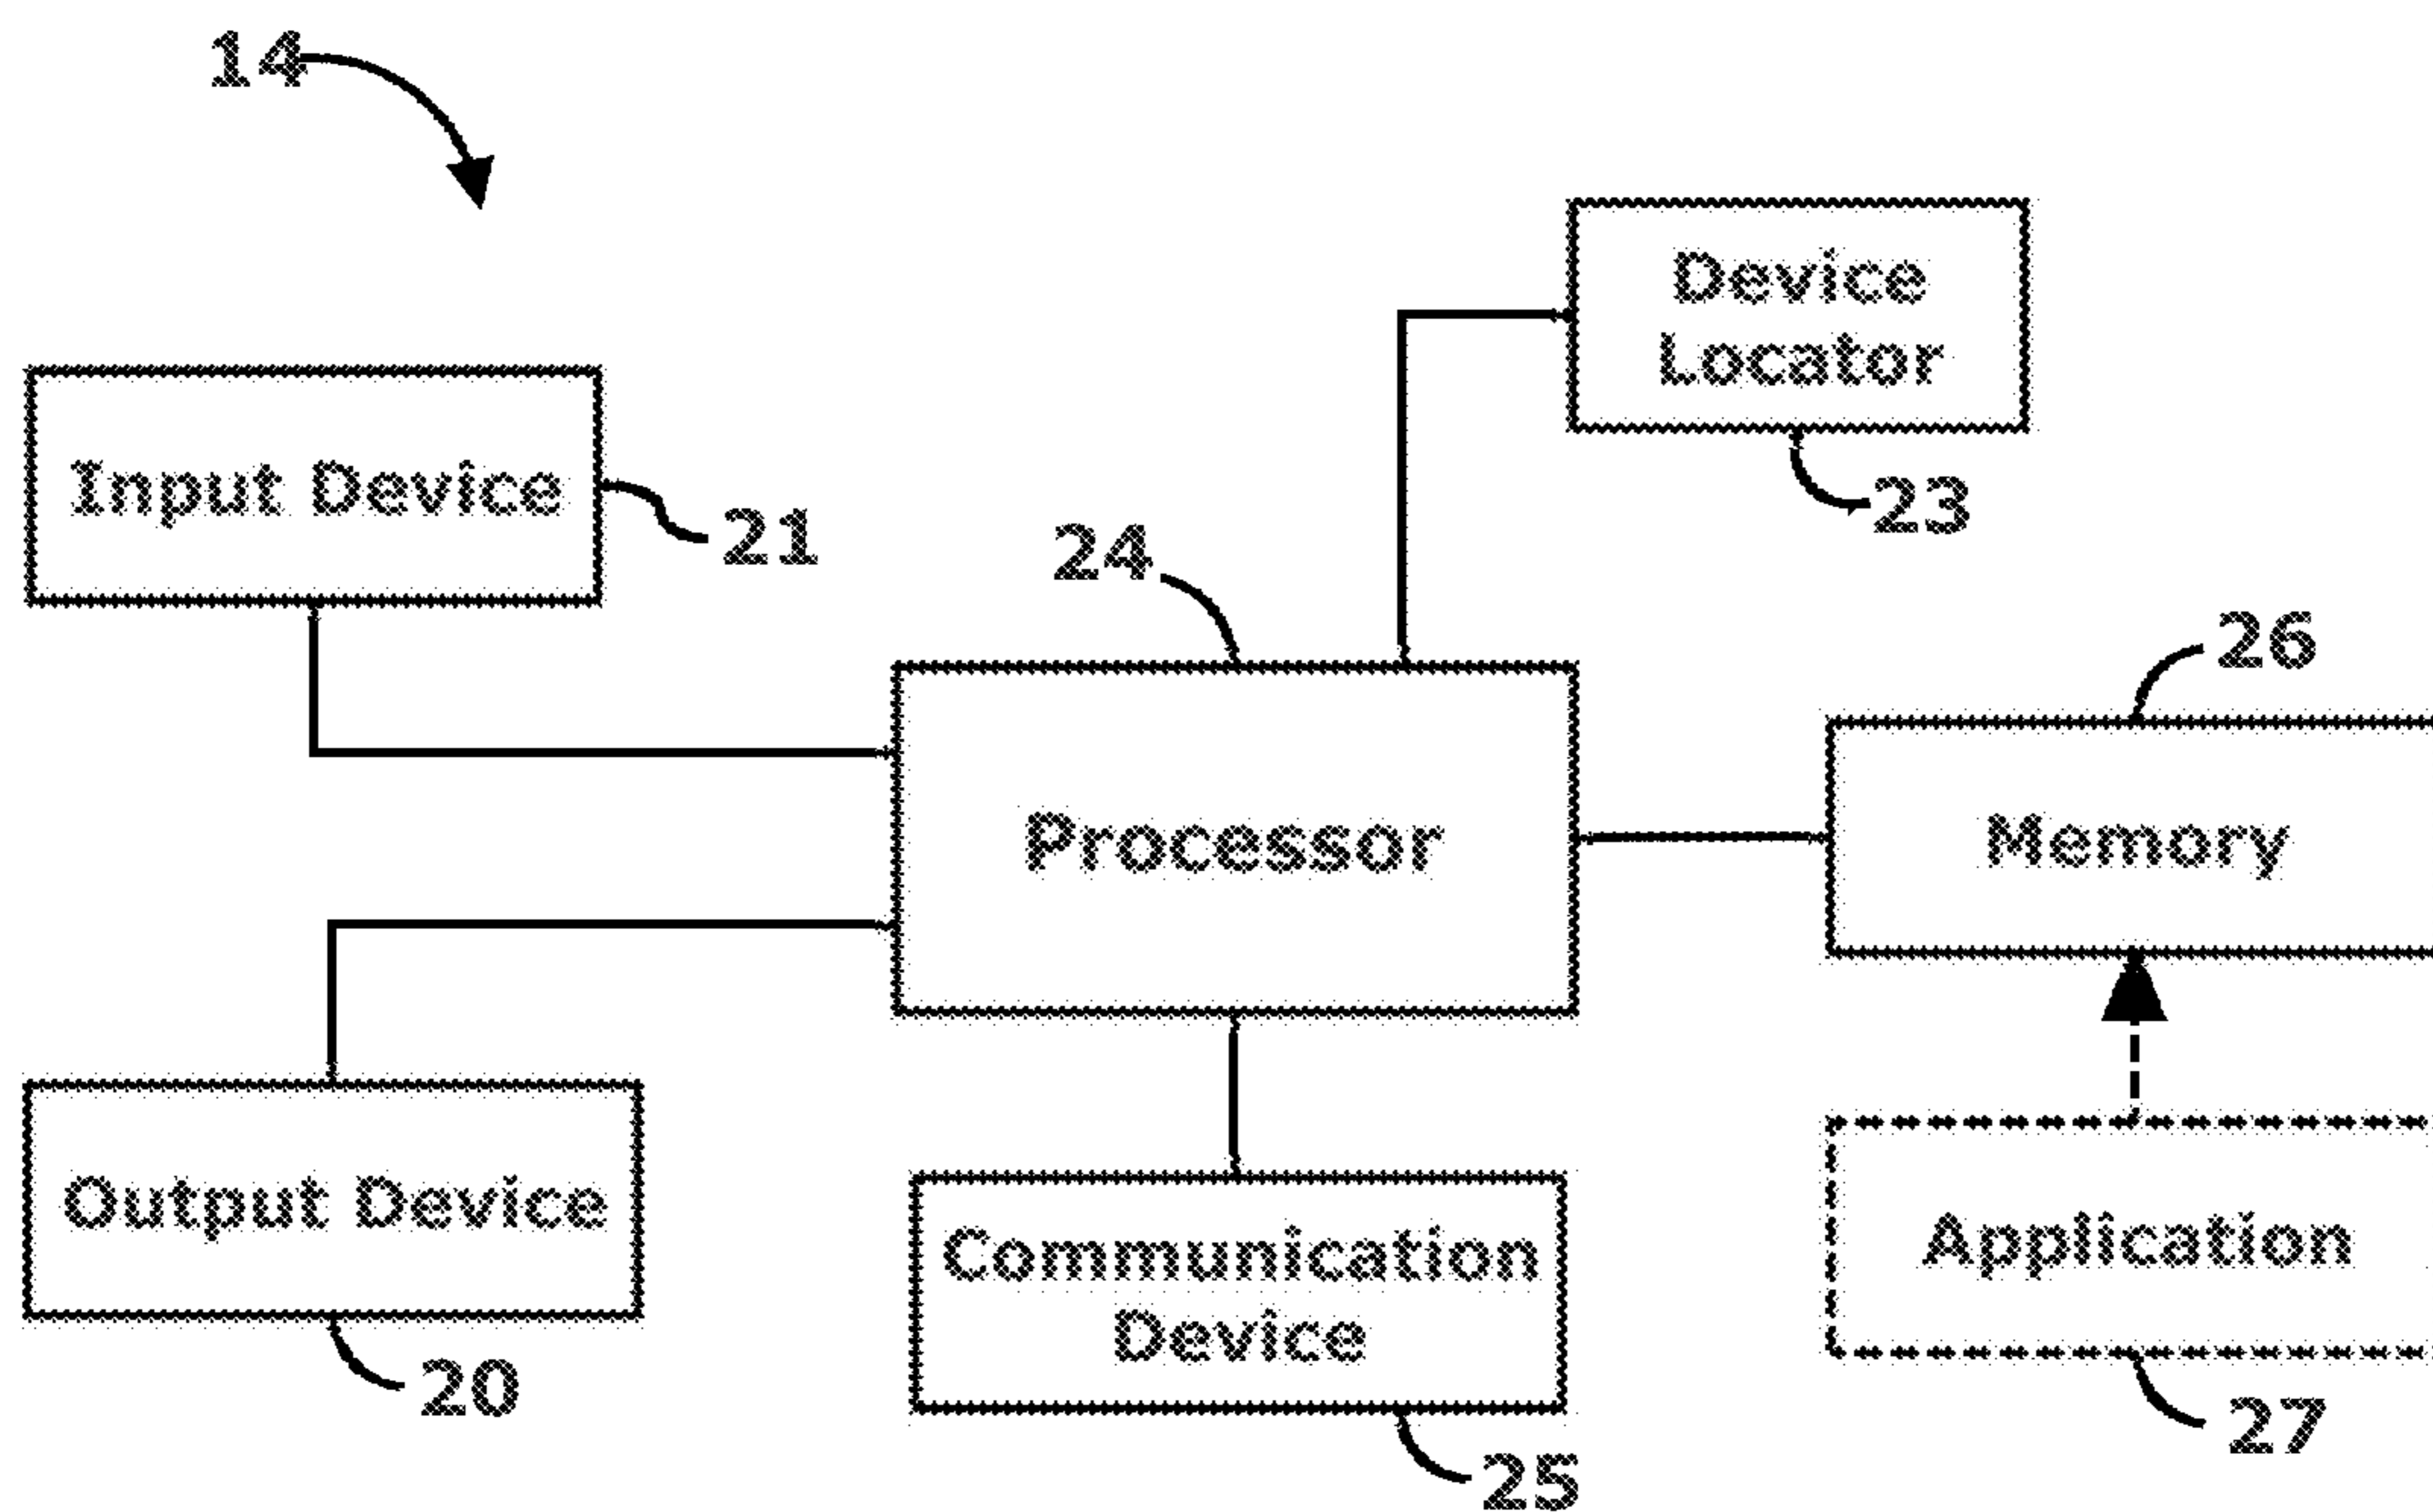 14
Device
Locator
23
Input Device
21
24
26
Processor
Memory
Output Device
20
Communication
Device
25
Application
27